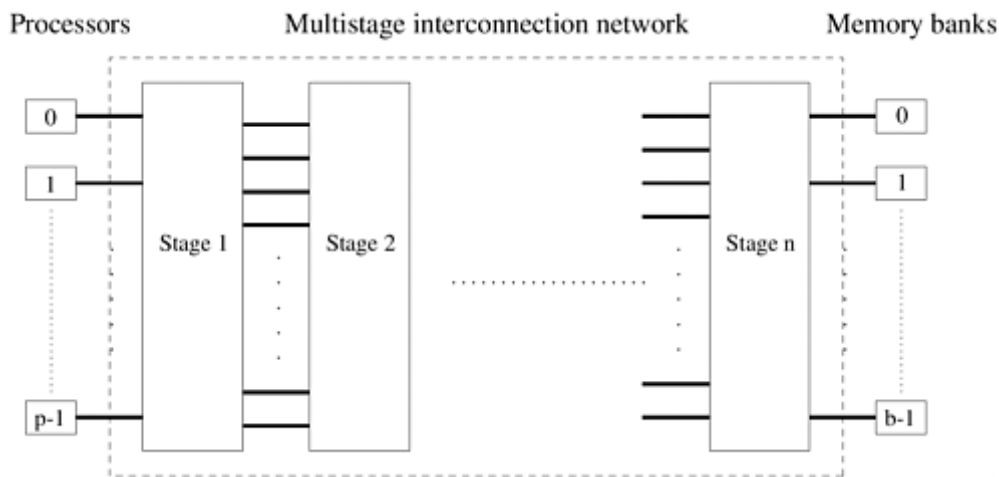 Processors
Multistage interconnection network
Memory banks
0
0
1
1
Stage 1
Stage 2
Stage n
p-1
b-1